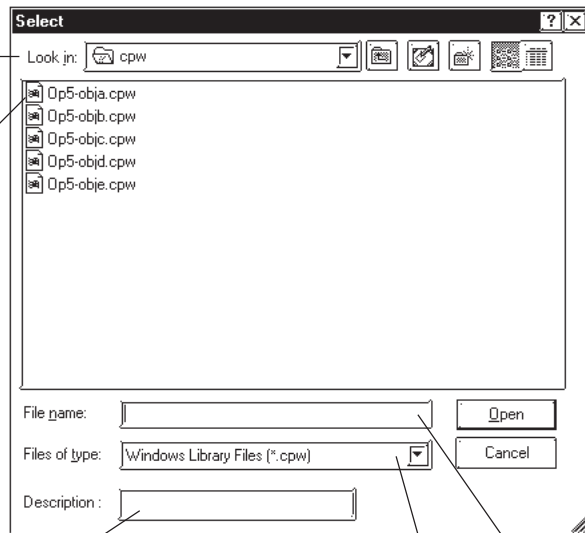 Select
Look in: cpw
Op5-obja.cpw
Op5-objb.cpw
Op5-objc.cpw
Op5-objd.cpw
Op5-obje.cpw
File name: Open
Files of type: Windows Library Files (*.cpw) Cancel
Description :